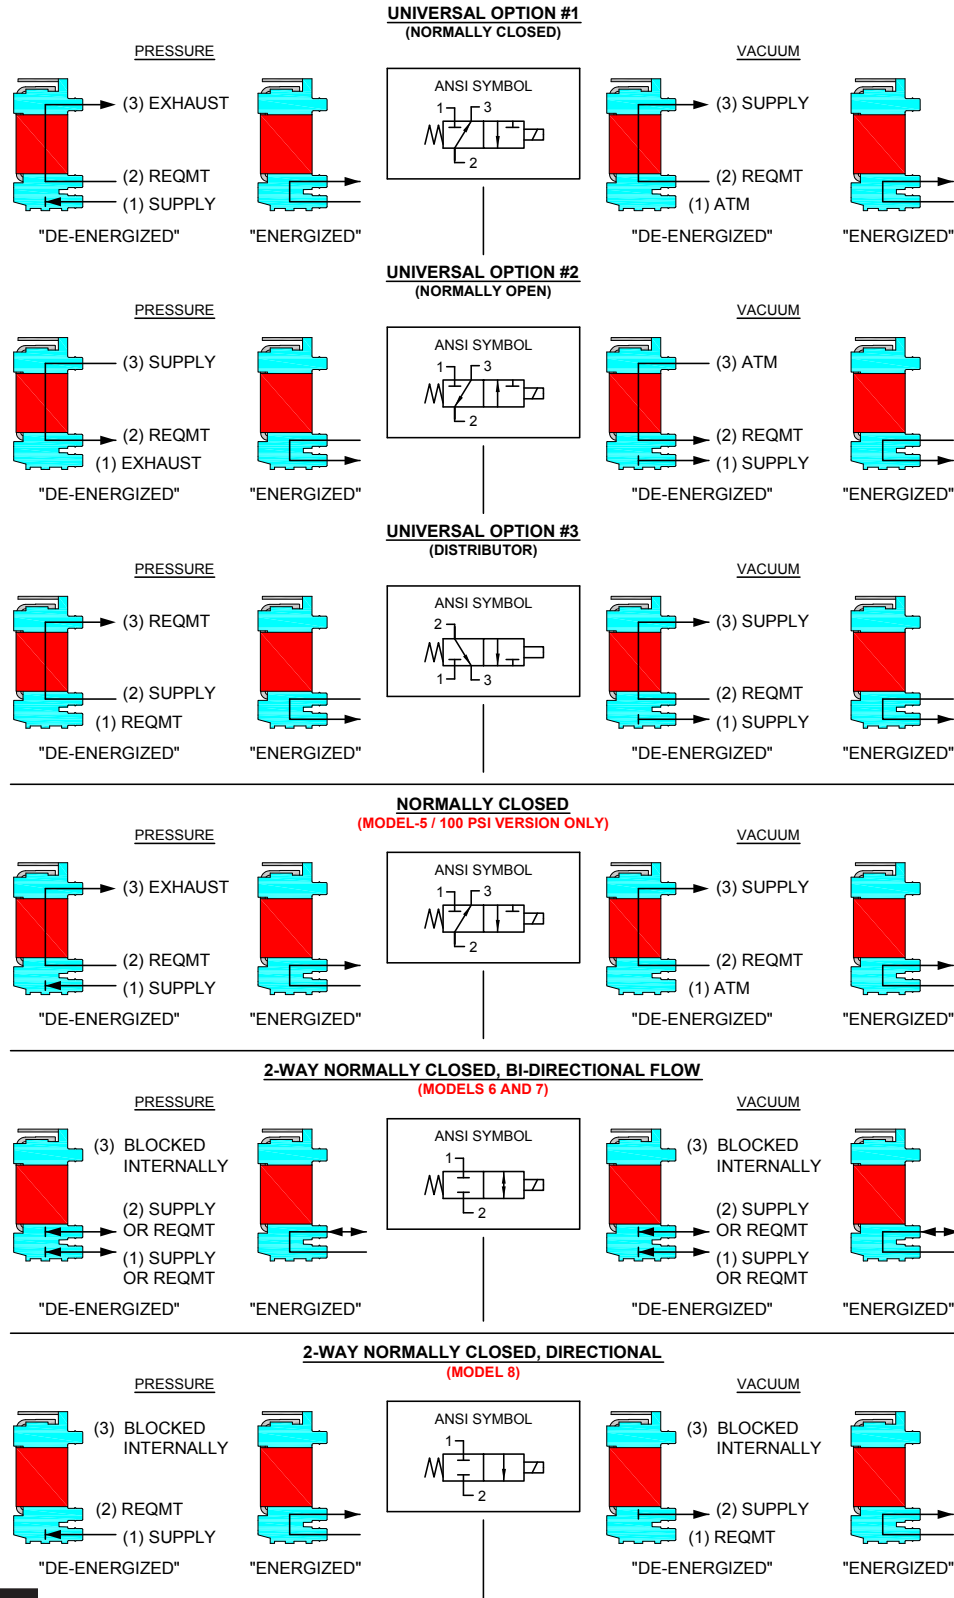 UNIVERSAL OPTION #1
(NORMALLY CLOSED)
PRESSURE
VACUUM
(3) EXHAUST
(2) REQMT
(1) SUPPLY
"DE-ENERGIZED"
"ENERGIZED"
ANSI SYMBOL
1
3
2
(3) SUPPLY
(2) REQMT
(1) ATM
"DE-ENERGIZED"
"ENERGIZED"
UNIVERSAL OPTION #2
(NORMALLY OPEN)
PRESSURE
VACUUM
(3) SUPPLY
(2) REQMT
(1) EXHAUST
"DE-ENERGIZED"
"ENERGIZED"
ANSI SYMBOL
1
3
2
(3) ATM
(2) REQMT
(1) SUPPLY
"DE-ENERGIZED"
"ENERGIZED"
UNIVERSAL OPTION #3
(DISTRIBUTOR)
PRESSURE
VACUUM
(3) REQMT
(2) SUPPLY
(1) REQMT
"DE-ENERGIZED"
"ENERGIZED"
ANSI SYMBOL
2
1
3
(3) SUPPLY
(2) REQMT
(1) SUPPLY
"DE-ENERGIZED"
"ENERGIZED"
NORMALLY CLOSED
(MODEL-5 / 100 PSI VERSION ONLY)
PRESSURE
VACUUM
(3) EXHAUST
(2) REQMT
(1) SUPPLY
"DE-ENERGIZED"
"ENERGIZED"
ANSI SYMBOL
1
3
2
(3) SUPPLY
(2) REQMT
(1) ATM
"DE-ENERGIZED"
"ENERGIZED"
2-WAY NORMALLY CLOSED, BI-DIRECTIONAL FLOW
(MODELS 6 AND 7)
PRESSURE
VACUUM
(3) BLOCKED
INTERNALLY
(2) SUPPLY
OR REQMT
(1) SUPPLY
OR REQMT
"DE-ENERGIZED"
"ENERGIZED"
ANSI SYMBOL
1
2
(3) BLOCKED
INTERNALLY
(2) SUPPLY
OR REQMT
(1) SUPPLY
OR REQMT
"DE-ENERGIZED"
"ENERGIZED"
2-WAY NORMALLY CLOSED, DIRECTIONAL
(MODEL 8)
PRESSURE
VACUUM
(3) BLOCKED
INTERNALLY
(2) REQMT
(1) SUPPLY
"DE-ENERGIZED"
"ENERGIZED"
ANSI SYMBOL
1
2
(3) BLOCKED
INTERNALLY
(2) SUPPLY
(1) REQMT
"DE-ENERGIZED"
"ENERGIZED"